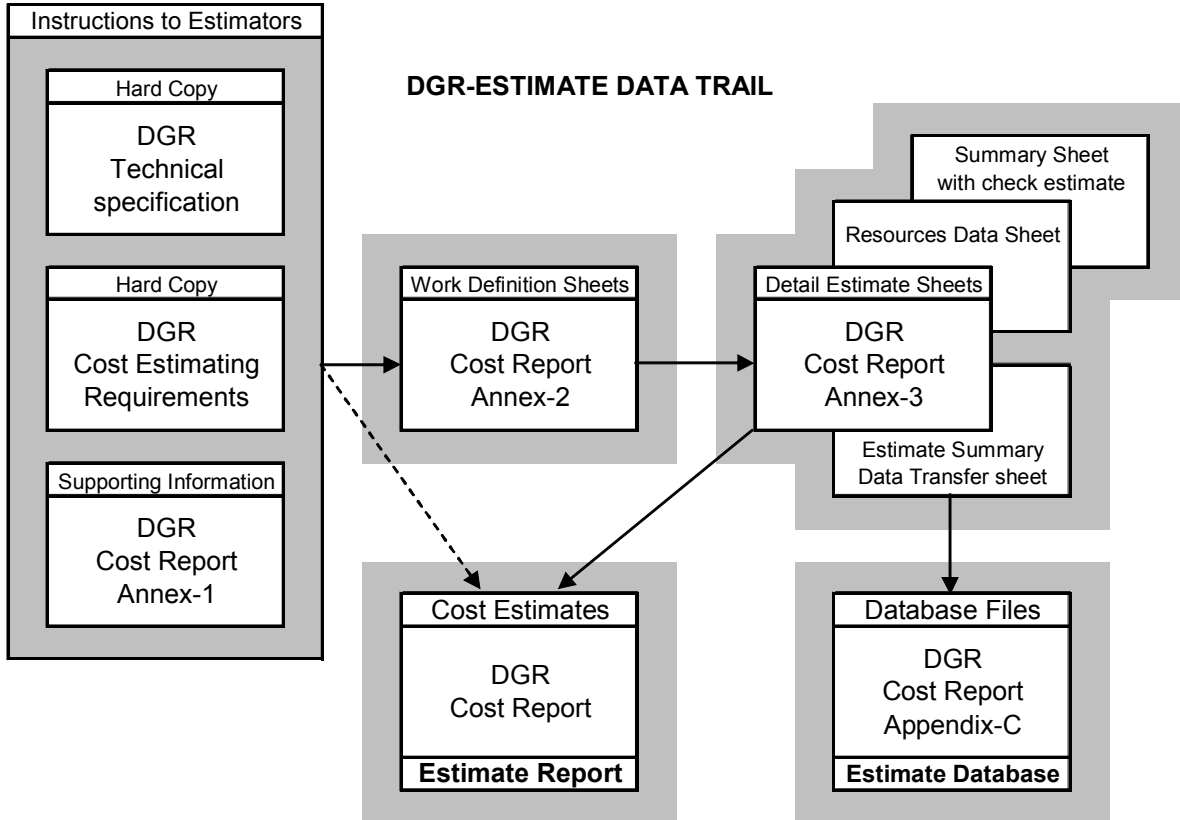 Instructions to Estimators
DGR-ESTIMATE DATA TRAIL
Hard Copy
DGR
Technical
specification
Hard Copy
DGR
Cost Estimating
Requirements
Supporting Information
DGR
Cost Report
Annex-1
Work Definition Sheets
DGR
Cost Report
Annex-2
Summary Sheet
with check estimate
Resources Data Sheet
Detail Estimate Sheets
DGR
Cost Report
Annex-3
Estimate Summary
Data Transfer sheet
Cost Estimates
DGR
Cost Report
Estimate Report
Database Files
DGR
Cost Report
Appendix-C
Estimate Database